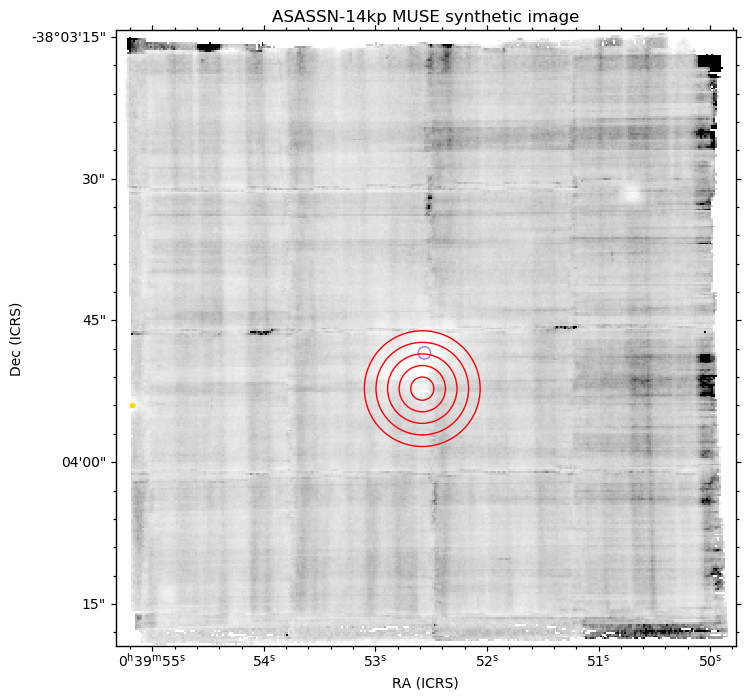 ASASSN-14kp MUSE synthetic image
-38°03'15"
30"
45"
04'00"
15"
Dec (ICRS)
0ʰ39ᵐ55ˢ
54ˢ
53ˢ
52ˢ
51ˢ
50ˢ
RA (ICRS)